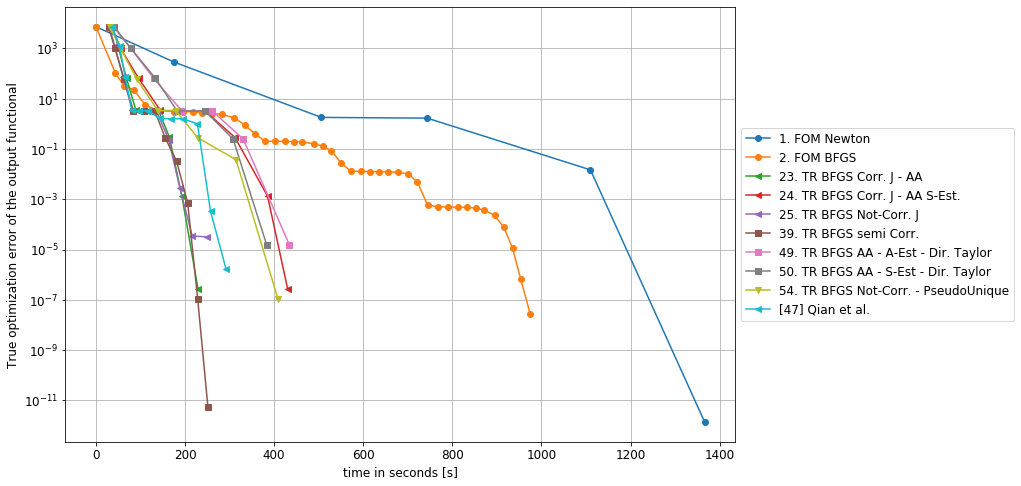 True optimization error of the output functional
10^3
10^1
10^-1
10^-3
10^-5
10^-7
10^-9
10^-11
0 200 400 600 800 1000 1200 1400
time in seconds [s]
1. FOM Newton
2. FOM BFGS
23. TR BFGS Corr. J - AA
24. TR BFGS Corr. J - AA S-Est.
25. TR BFGS Not-Corr. J
39. TR BFGS semi Corr.
49. TR BFGS AA - A-Est - Dir. Taylor
50. TR BFGS AA - S-Est - Dir. Taylor
54. TR BFGS Not-Corr. - PseudoUnique
[47] Qian et al.